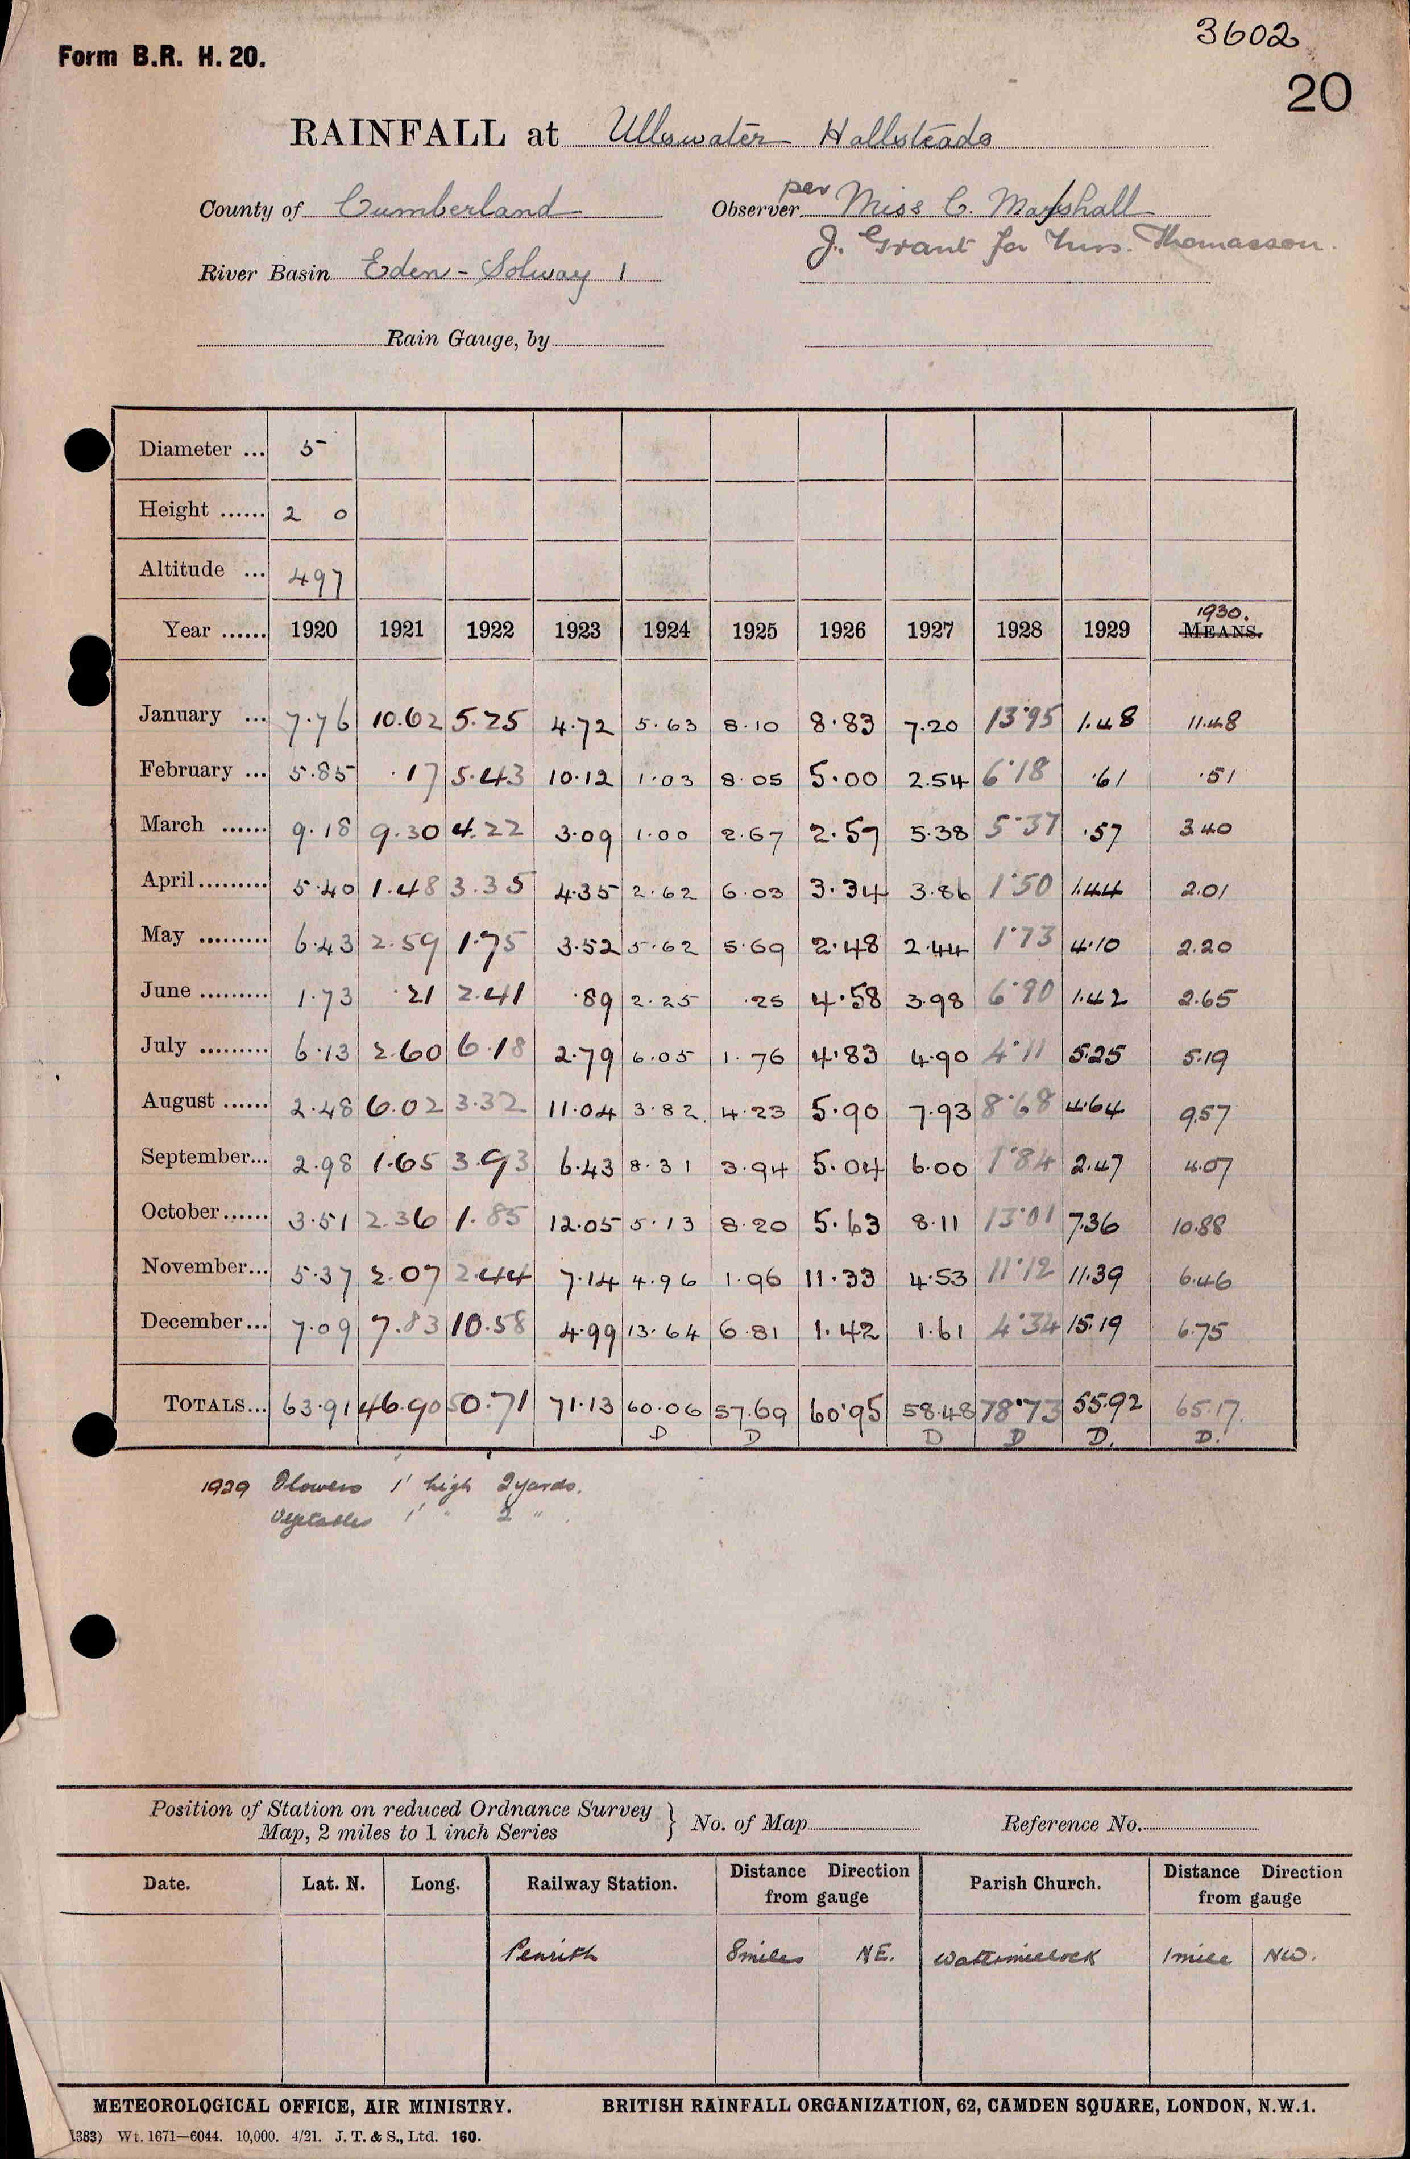 3602
Form B.R. H. 20.
20
RAINFALL at Ullswater Hallsteads
County of Cumberland Observer per Miss C. Marshall
J. Grant for Mrs. Thomasson.
River Basin Eden - Solway 1
Rain Gauge, by
Diameter ... 5
Height ...... 2 0
Altitude ... 497
1930.
Year ...... 1920 1921 1922 1923 1924 1925 1926 1927 1928 1929 MEANS.
January ... 7.76 10.62 5.25 4.72 5.63 8.10 8.83 7.20 13.95 1.48 11.48
February ... 5.85 .17 5.43 10.12 1.03 8.05 5.00 2.54 6.18 .61 .51
March ...... 9.18 9.30 4.22 3.09 1.00 2.67 2.57 5.38 5.37 .57 3.40
April ......... 5.40 1.48 3.35 4.35 2.62 6.03 3.34 3.86 1.50 1.44 2.01
May ......... 6.43 2.59 1.75 3.52 5.62 5.69 2.48 2.44 1.73 4.10 2.20
June ......... 1.73 .21 2.41 .89 2.25 .25 4.58 3.98 6.90 1.42 2.65
July ......... 6.13 2.60 6.18 2.79 6.05 1.76 4.83 4.90 4.11 5.25 5.19
August ...... 2.48 6.02 3.32 11.04 3.82 4.23 5.90 7.93 8.68 4.64 9.57
September... 2.98 1.65 3.93 6.43 8.31 3.94 5.04 6.00 1.84 2.47 4.07
October...... 3.51 2.36 1.85 12.05 5.13 8.20 5.63 8.11 13.01 7.36 10.88
November... 5.37 2.07 2.44 7.14 4.96 1.96 11.33 4.53 11.12 11.39 6.46
December... 7.09 7.83 10.58 4.99 13.64 6.81 1.42 1.61 4.34 15.19 6.75
TOTALS... 63.91 46.90 50.71 71.13 60.06 57.69 60.95 58.48 78.73 55.92 65.17
D D D D D. D.
1929 Flowers 1' high 2 yards.
Vegetables 1' " 2 " .
Position of Station on reduced Ordnance Survey Map, 2 miles to 1 inch Series } No. of Map Reference No.
Date. Lat. N. Long. Railway Station. Distance Direction from gauge Parish Church. Distance Direction from gauge
Penrith 8 miles NE. Watermillock 1 mile NW.
METEOROLOGICAL OFFICE, AIR MINISTRY. BRITISH RAINFALL ORGANIZATION, 62, CAMDEN SQUARE, LONDON, N.W.1.
383) Wt. 1671—6044. 10,000. 4/21. J. T. & S., Ltd. 160.